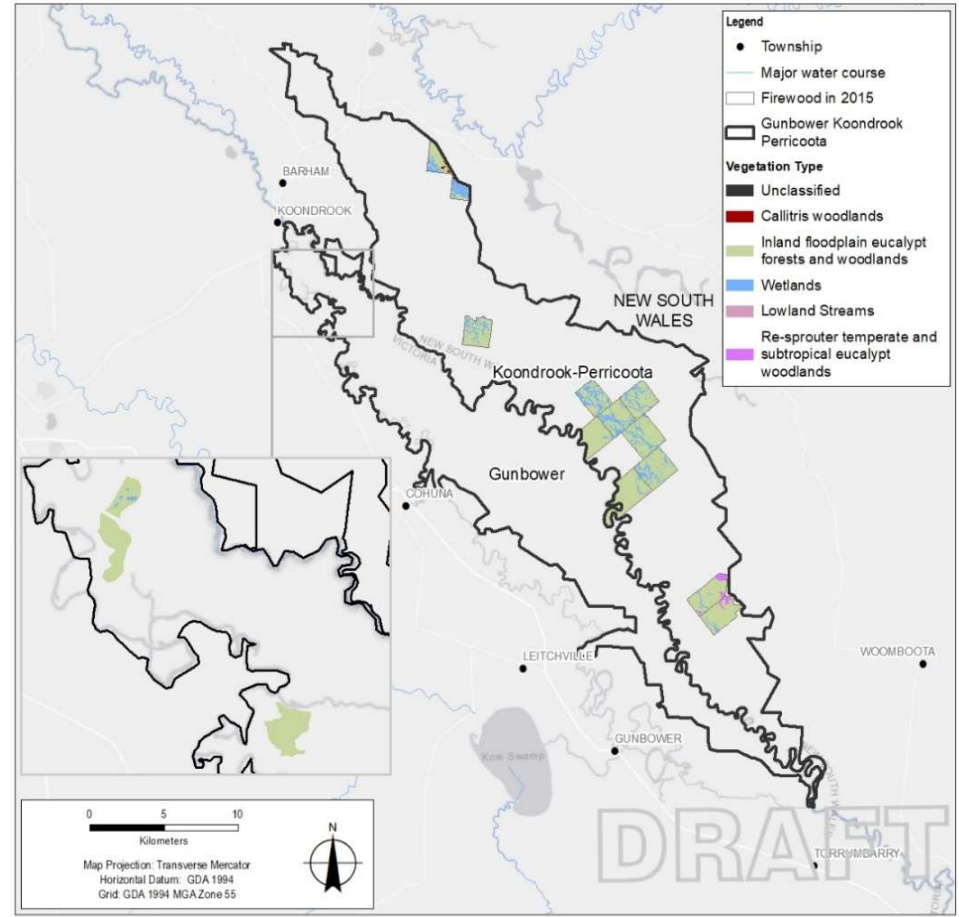 Legend
Township
Major water course
Firewood in 2015
Gunbower Koondrook
Perricoota
Vegetation Type
Unclassified
Callitris woodlands
Inland floodplain eucalypt
forests and woodlands
Wetlands
Lowland Streams
Re-sprouter temperate and
subtropical eucalypt
woodlands
BARHAM
KOONDROOK
NEW SOUTH
WALES
NEW SOUTH W
VICTORIA
Koondrook-Perricoota
Gunbower
COHUNA
LEITCHVILLE
WOOMBOOTA
GUNBOWER
Kow Swamp
TORRUMBARRY
DRAFT
0 5 10
Kilometers
Map Projection: Transverse Mercator
Horizontal Datum: GDA 1994
Grid: GDA 1994 MGA Zone 55
N